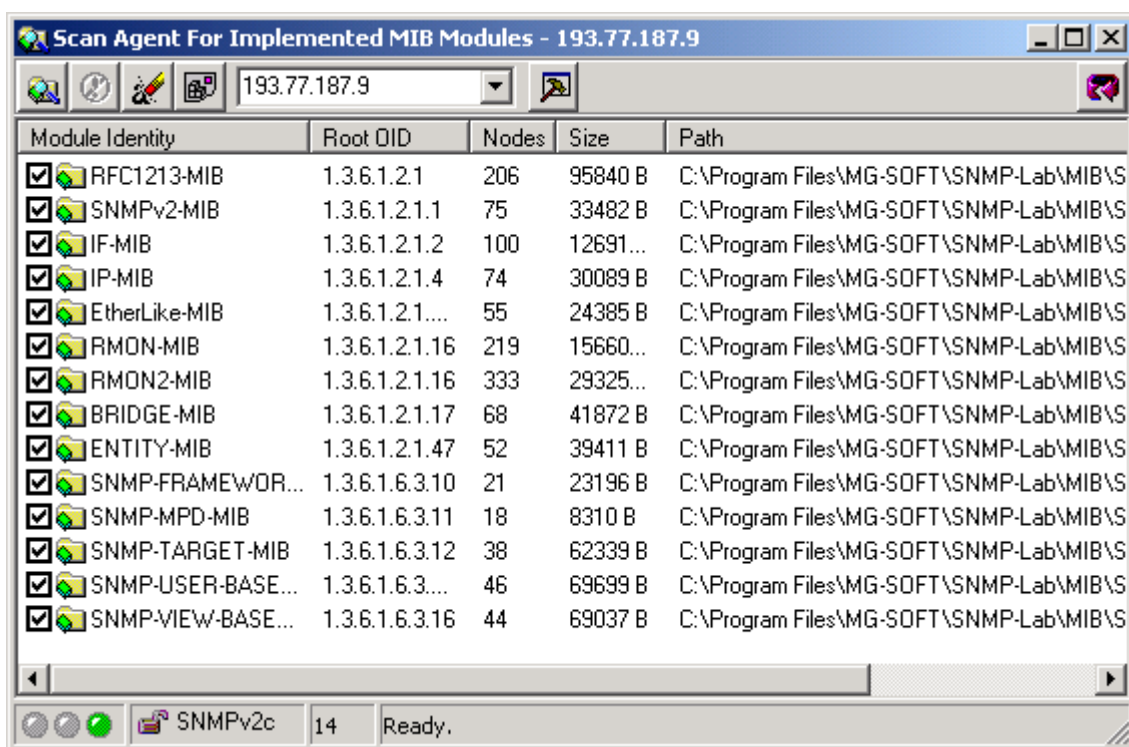 Scan Agent For Implemented MIB Modules - 193.77.187.9
193.77.187.9
Module Identity Root OID Nodes Size Path
RFC1213-MIB 1.3.6.1.2.1 206 95840 B C:\Program Files\MG-SOFT\SNMP-Lab\MIB\S
SNMPv2-MIB 1.3.6.1.2.1.1 75 33482 B C:\Program Files\MG-SOFT\SNMP-Lab\MIB\S
IF-MIB 1.3.6.1.2.1.2 100 12691... C:\Program Files\MG-SOFT\SNMP-Lab\MIB\S
IP-MIB 1.3.6.1.2.1.4 74 30089 B C:\Program Files\MG-SOFT\SNMP-Lab\MIB\S
EtherLike-MIB 1.3.6.1.2.1.... 55 24385 B C:\Program Files\MG-SOFT\SNMP-Lab\MIB\S
RMON-MIB 1.3.6.1.2.1.16 219 15660... C:\Program Files\MG-SOFT\SNMP-Lab\MIB\S
RMON2-MIB 1.3.6.1.2.1.16 333 29325... C:\Program Files\MG-SOFT\SNMP-Lab\MIB\S
BRIDGE-MIB 1.3.6.1.2.1.17 68 41872 B C:\Program Files\MG-SOFT\SNMP-Lab\MIB\S
ENTITY-MIB 1.3.6.1.2.1.47 52 39411 B C:\Program Files\MG-SOFT\SNMP-Lab\MIB\S
SNMP-FRAMEWOR... 1.3.6.1.6.3.10 21 23196 B C:\Program Files\MG-SOFT\SNMP-Lab\MIB\S
SNMP-MPD-MIB 1.3.6.1.6.3.11 18 8310 B C:\Program Files\MG-SOFT\SNMP-Lab\MIB\S
SNMP-TARGET-MIB 1.3.6.1.6.3.12 38 62339 B C:\Program Files\MG-SOFT\SNMP-Lab\MIB\S
SNMP-USER-BASE... 1.3.6.1.6.3.... 46 69699 B C:\Program Files\MG-SOFT\SNMP-Lab\MIB\S
SNMP-VIEW-BASE... 1.3.6.1.6.3.16 44 69037 B C:\Program Files\MG-SOFT\SNMP-Lab\MIB\S
SNMPv2c 14 Ready.